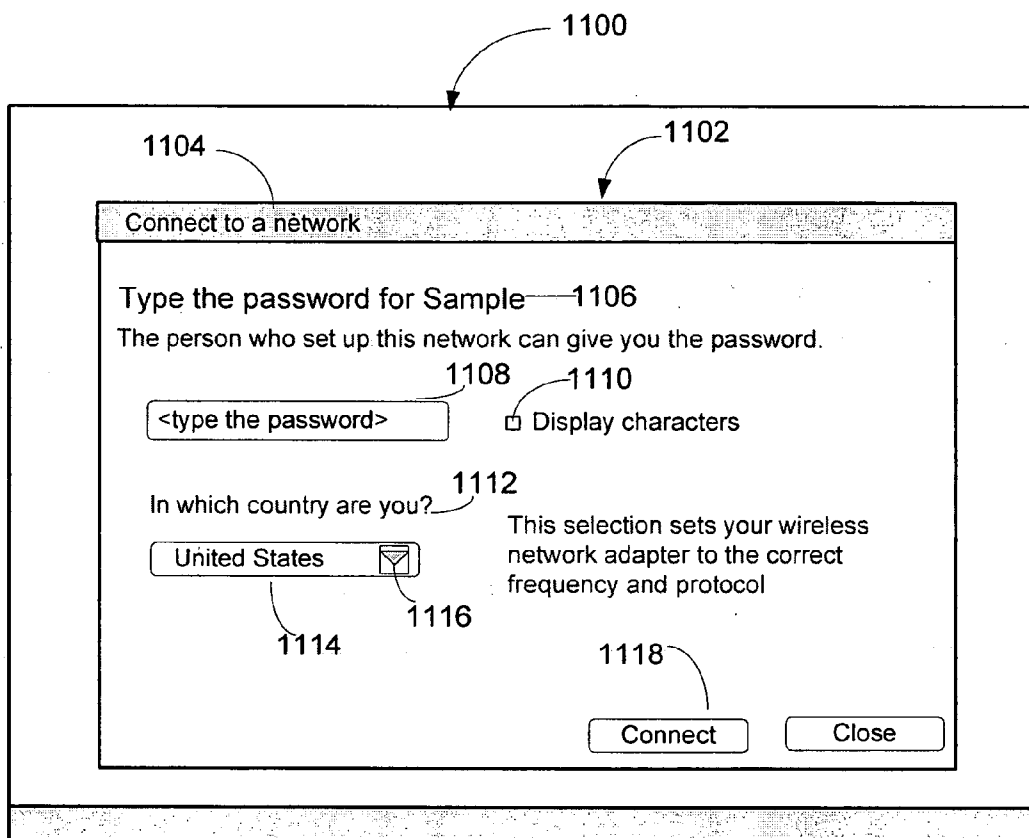 1100
1102
1104
Connect to a network
Type the password for Sample 1106
The person who set up this network can give you the password.
1108
1110
<type the password>
Display characters
1112
In which country are you?
This selection sets your wireless
network adapter to the correct
frequency and protocol
United States
1116
1114
1118
Connect
Close